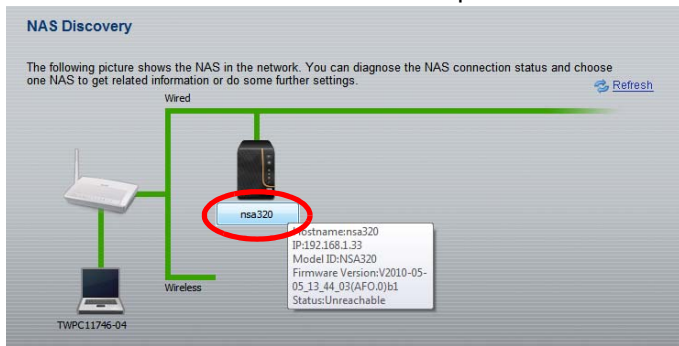 NAS Discovery
The following picture shows the NAS in the network. You can diagnose the NAS connection status and choose
one NAS to get related information or do some further settings.
Refresh
Wired
nsa320
Hostname:nsa320
IP:192.168.1.33
Model ID:NSA320
Firmware Version:V2010-05-
05_13_44_03(AFO.0)b1
Status:Unreachable
Wireless
TWPC11746-04